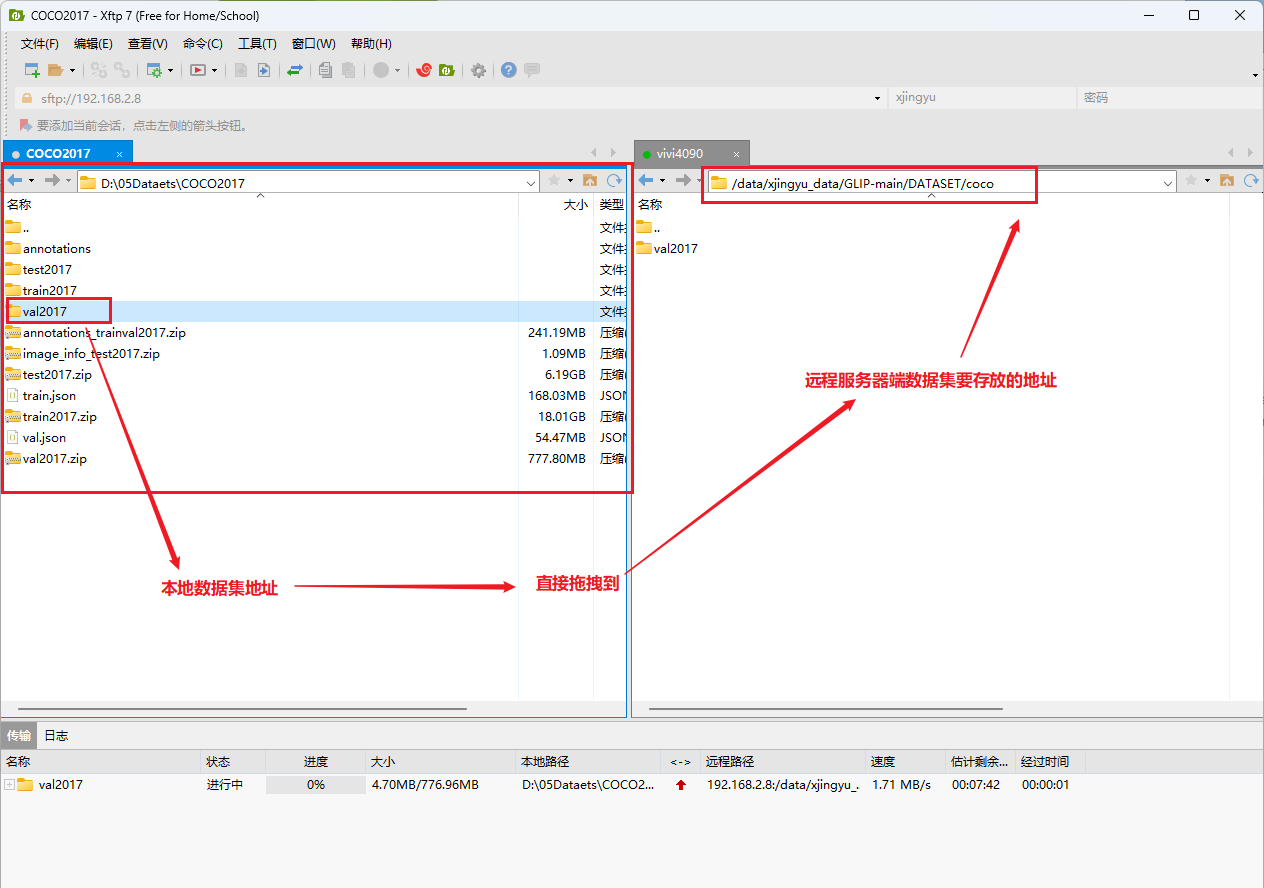 COCO2017 - Xftp 7 (Free for Home/School)
文件(F) 编辑(E) 查看(V) 命令(C) 工具(T) 窗口(W) 帮助(H)
sftp://192.168.2.8 xjingyu 密码
要添加当前会话，点击左侧的箭头按钮。
COCO2017 × vivi4090 ×
D:\05Dataets\COCO2017 /data/xjingyu_data/GLIP-main/DATASET/coco
名称 大小 类型 名称
.. 文件 ..
annotations 文件 val2017
test2017 文件
train2017 文件
val2017 文件
annotations_trainval2017.zip 241.19MB 压缩
image_info_test2017.zip 1.09MB 压缩
test2017.zip 6.19GB 压缩
train.json 168.03MB JSON
train2017.zip 18.01GB 压缩
val.json 54.47MB JSON
val2017.zip 777.80MB 压缩
远程服务器端数据集要存放的地址
本地数据集地址 直接拖拽到
传输 日志
名称 状态 进度 大小 本地路径 <-> 远程路径 速度 估计剩余... 经过时间
val2017 进行中 0% 4.70MB/776.96MB D:\05Dataets\COCO2... 192.168.2.8:/data/xjingyu_. 1.71 MB/s 00:07:42 00:00:01